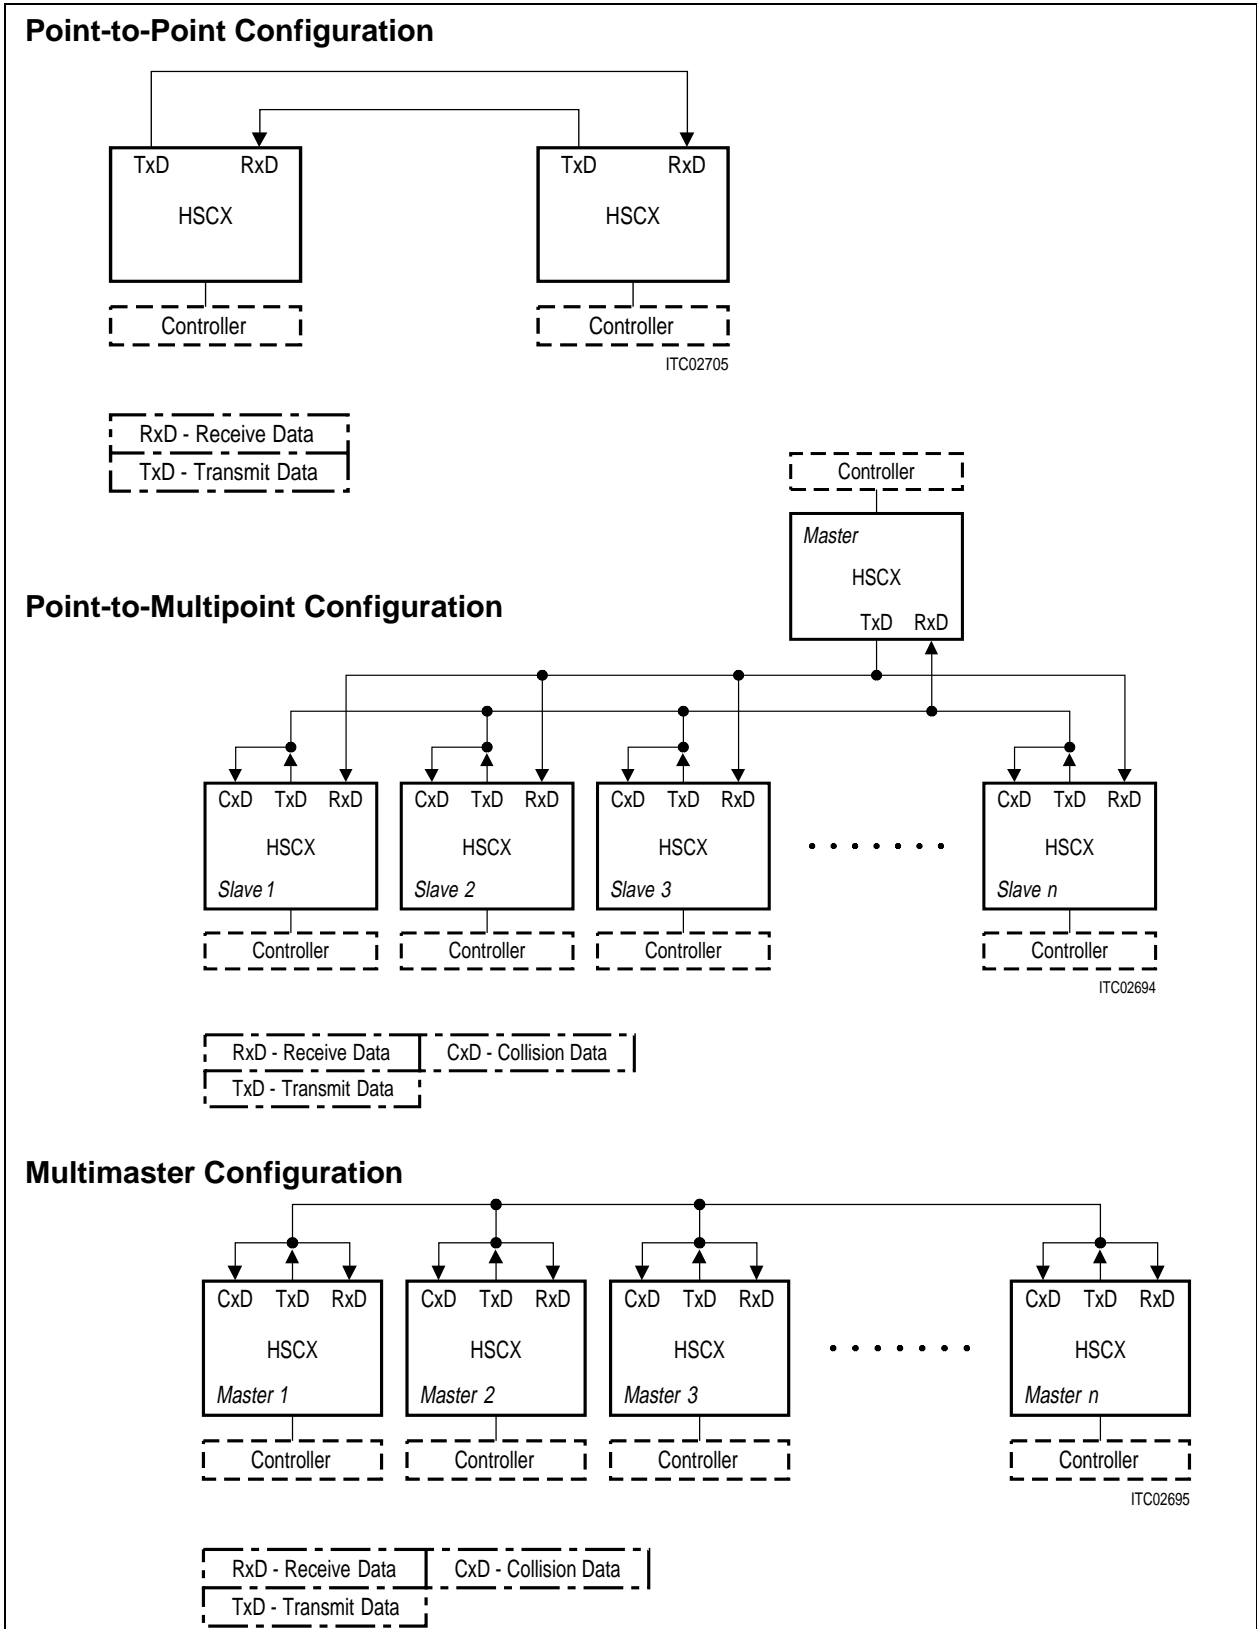 Point-to-Point Configuration
TxD RxD TxD RxD
HSCX HSCX
Controller Controller
ITC02705
RxD - Receive Data
TxD - Transmit Data
Controller
Master
HSCX
TxD RxD
Point-to-Multipoint Configuration
CxD TxD RxD CxD TxD RxD CxD TxD RxD CxD TxD RxD
HSCX HSCX HSCX HSCX
Slave 1 Slave 2 Slave 3 Slave n
Controller Controller Controller Controller
ITC02694
RxD - Receive Data CxD - Collision Data
TxD - Transmit Data
Multimaster Configuration
CxD TxD RxD CxD TxD RxD CxD TxD RxD CxD TxD RxD
HSCX HSCX HSCX HSCX
Master 1 Master 2 Master 3 Master n
Controller Controller Controller Controller
ITC02695
RxD - Receive Data CxD - Collision Data
TxD - Transmit Data